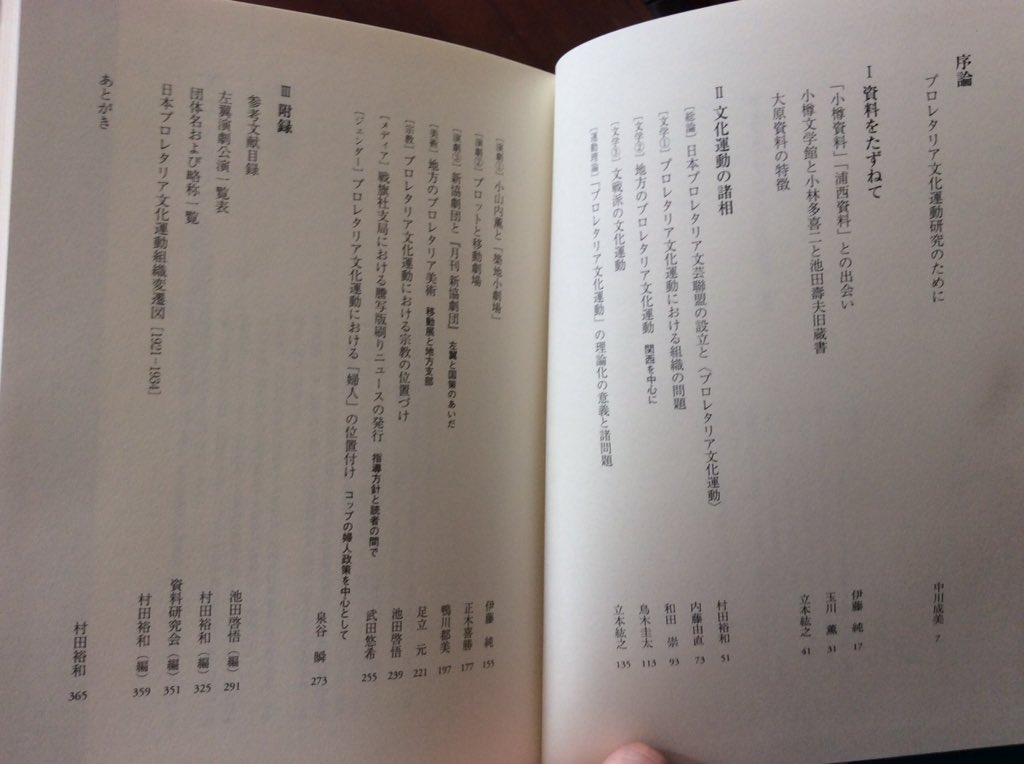 序論
プロレタリア文化運動研究のために 中川成美 7
Ⅰ 資料をたずねて
「小樽資料」「浦西資料」との出会い 伊藤 純 17
小樽文学館と小林多喜二と池田壽夫旧蔵書 玉川 薫 31
大原資料の特徴 立本紘之 41
Ⅱ 文化運動の諸相
[総論] 日本プロレタリア文芸聯盟の設立と〈プロレタリア文化運動〉 村田裕和 51
[文学①] プロレタリア文化運動における組織の問題 内藤由直 73
[文学②] 地方のプロレタリア文化運動 関西を中心に 和田 崇 93
[文学③] 文戦派の文化運動 鳥木圭太 113
[運動理論] 「プロレタリア文化運動」の理論化の意義と諸問題 立本紘之 135
[演劇①] 小山内薫と「築地小劇場」 伊藤 純 155
[演劇②] プロットと移動劇場 正木喜勝 177
[演劇③] 新協劇団と『月刊 新協劇団』 左翼と国策のあいだ 鴨川都美 197
[美術] 地方のプロレタリア美術 移動展と地方支部 足立 元 221
[宗教] プロレタリア文化運動における宗教の位置づけ 池田啓悟 239
[メディア] 戦旗社支局における謄写版刷りニュースの発行 指導方針と読者の間で 武田悠希 255
[ジェンダー] プロレタリア文化運動における「婦人」の位置付け コップの婦人政策を中心として 泉谷 瞬 273
Ⅲ 附録
参考文献目録 池田啓悟（編） 291
左翼演劇公演一覧表 村田裕和（編） 325
団体名および略称一覧 資料研究会（編） 351
日本プロレタリア文化運動組織変遷図［1921-1934］ 村田裕和（編） 359
あとがき 村田裕和 365